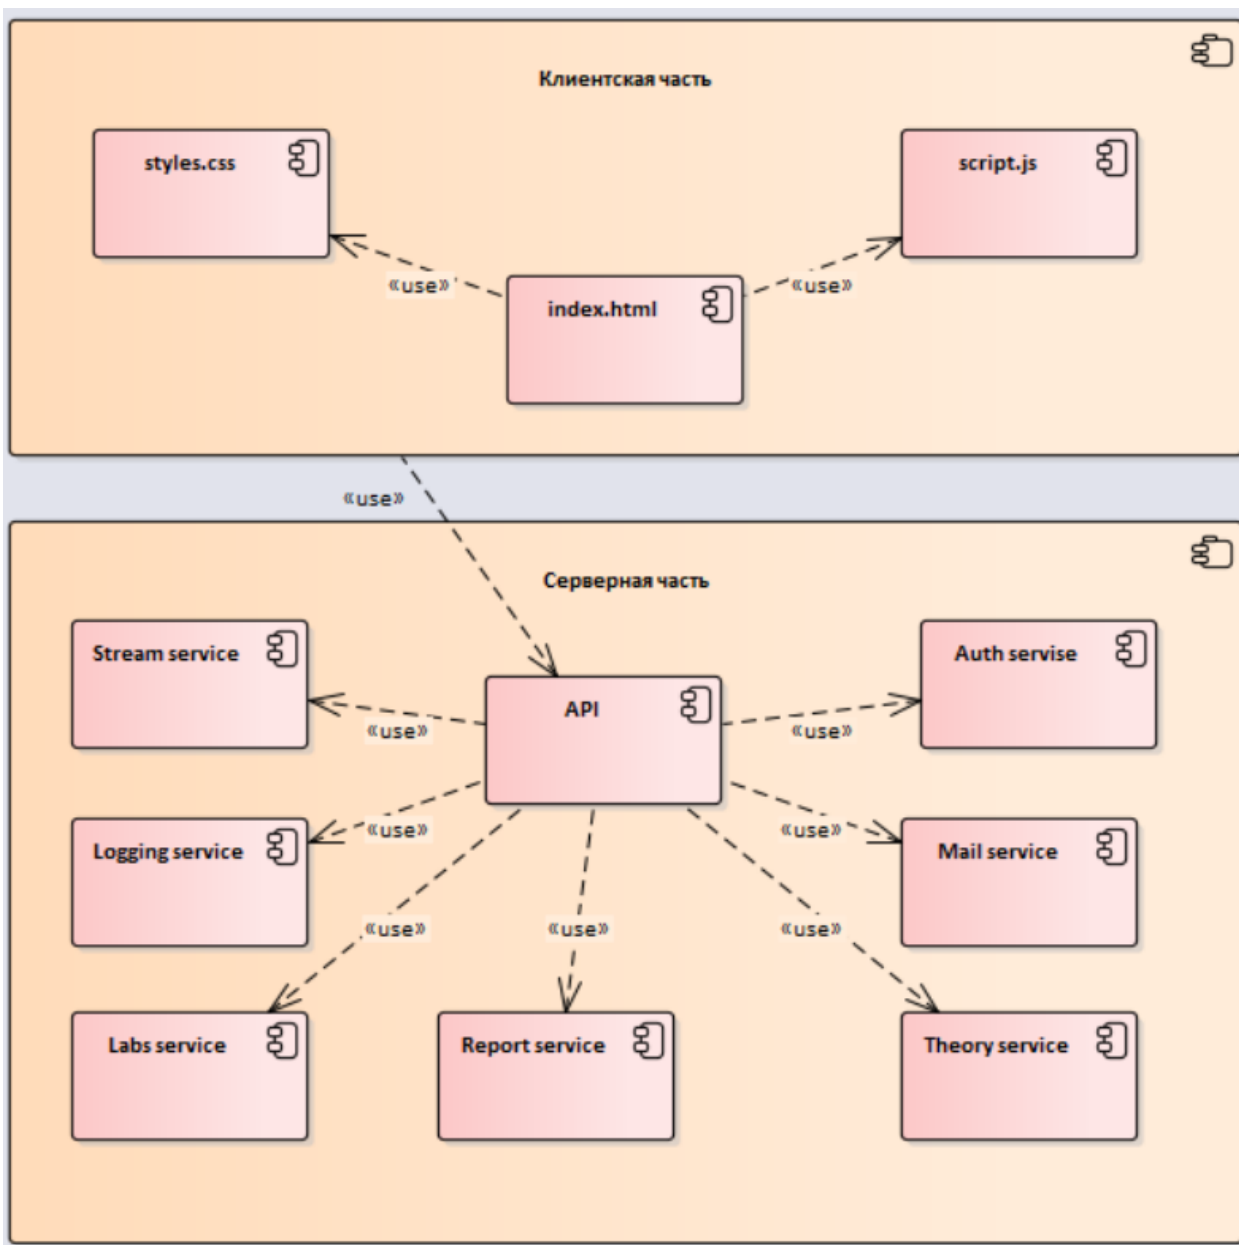 Клиентская часть
styles.css
script.js
«use»
«use»
index.html
«use»
Серверная часть
Stream service
Auth servise
API
«use»
«use»
Logging service
«use»
«use»
Mail service
«use»
«use»
«use»
Labs service
Report service
Theory service